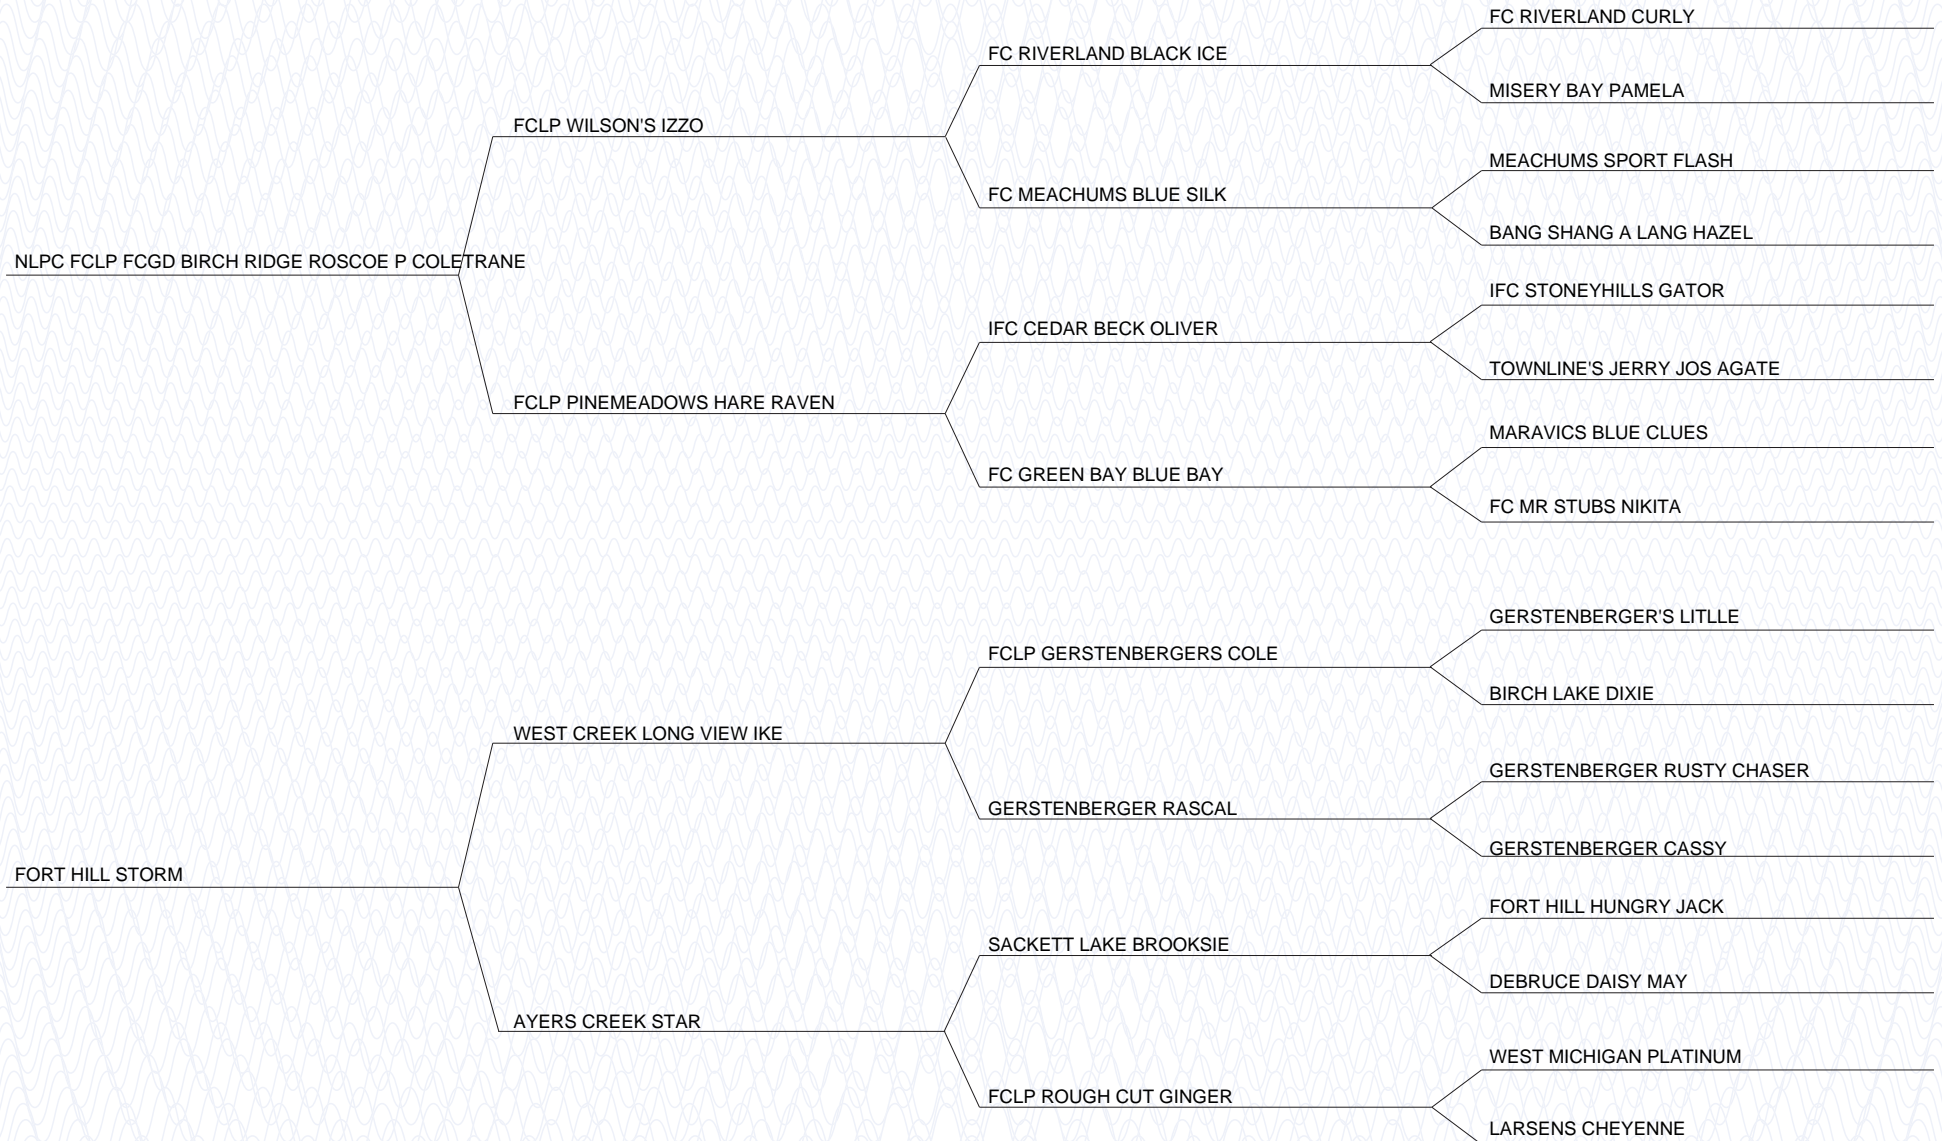 FC RIVERLAND CURLY
FC RIVERLAND BLACK ICE
MISERY BAY PAMELA
FCLP WILSON'S IZZO
MEACHUMS SPORT FLASH
FC MEACHUMS BLUE SILK
BANG SHANG A LANG HAZEL
NLPC FCLP FCGD BIRCH RIDGE ROSCOE P COLETRANE
IFC STONEYHILLS GATOR
IFC CEDAR BECK OLIVER
TOWNLINE'S JERRY JOS AGATE
FCLP PINEMEADOWS HARE RAVEN
MARAVICS BLUE CLUES
FC GREEN BAY BLUE BAY
FC MR STUBS NIKITA
GERSTENBERGER'S LITLLE
FCLP GERSTENBERGERS COLE
BIRCH LAKE DIXIE
WEST CREEK LONG VIEW IKE
GERSTENBERGER RUSTY CHASER
GERSTENBERGER RASCAL
GERSTENBERGER CASSY
FORT HILL STORM
FORT HILL HUNGRY JACK
SACKETT LAKE BROOKSIE
DEBRUCE DAISY MAY
AYERS CREEK STAR
WEST MICHIGAN PLATINUM
FCLP ROUGH CUT GINGER
LARSENS CHEYENNE